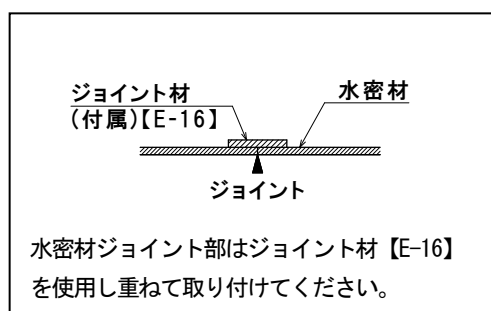 ジョイント材
(付属)【E-16】
水密材
ジョイント
水密材ジョイント部はジョイント材【E-16】
を使用し重ねて取り付けてください。